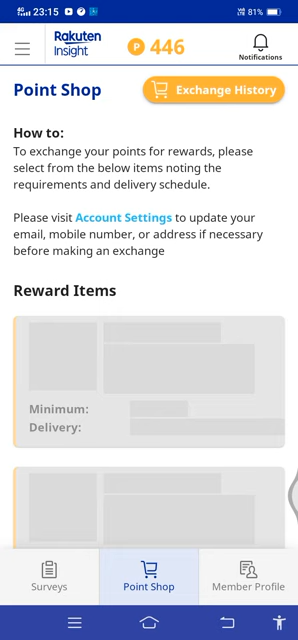 4G 23:15 81%
Rakuten
Insight
P 446
Notifications
Point Shop
Exchange History
How to:
To exchange your points for rewards, please
select from the below items noting the
requirements and delivery schedule.
Please visit Account Settings to update your
email, mobile number, or address if necessary
before making an exchange
Reward Items
Minimum:
Delivery:
Surveys
Point Shop
Member Profile